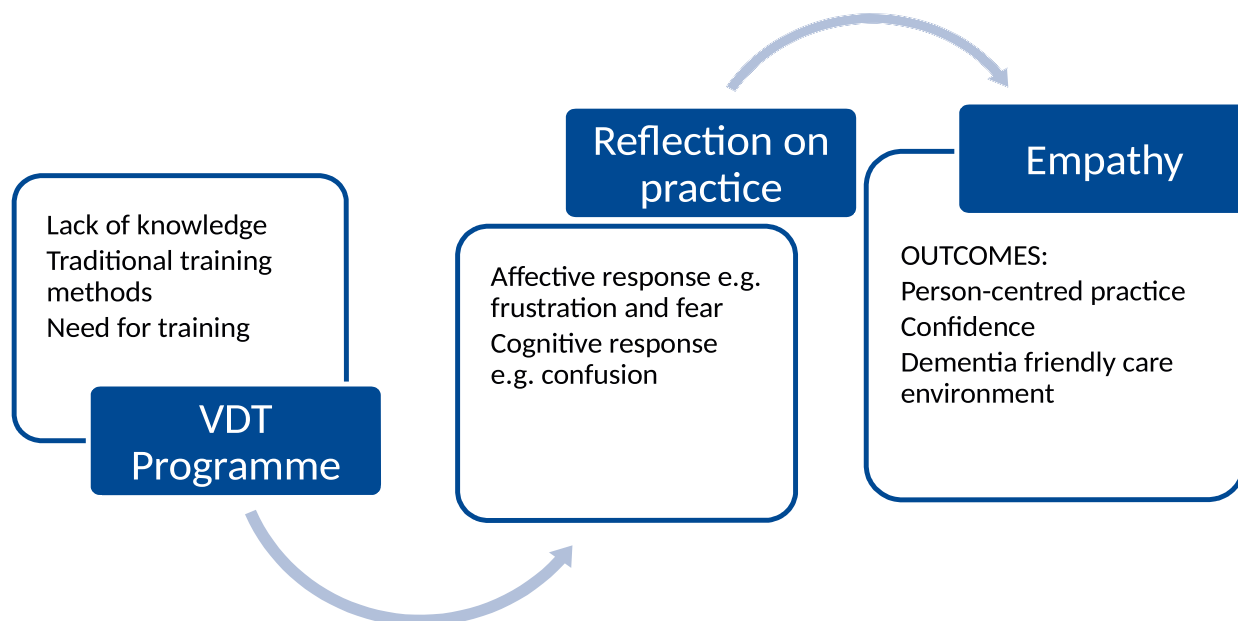 Lack of knowledge
Traditional training
methods
Need for training
VDT
Programme
Reflection on
practice
Affective response e.g.
frustration and fear
Cognitive response
e.g. confusion
Empathy
OUTCOMES:
Person-centred practice
Confidence
Dementia friendly care
environment